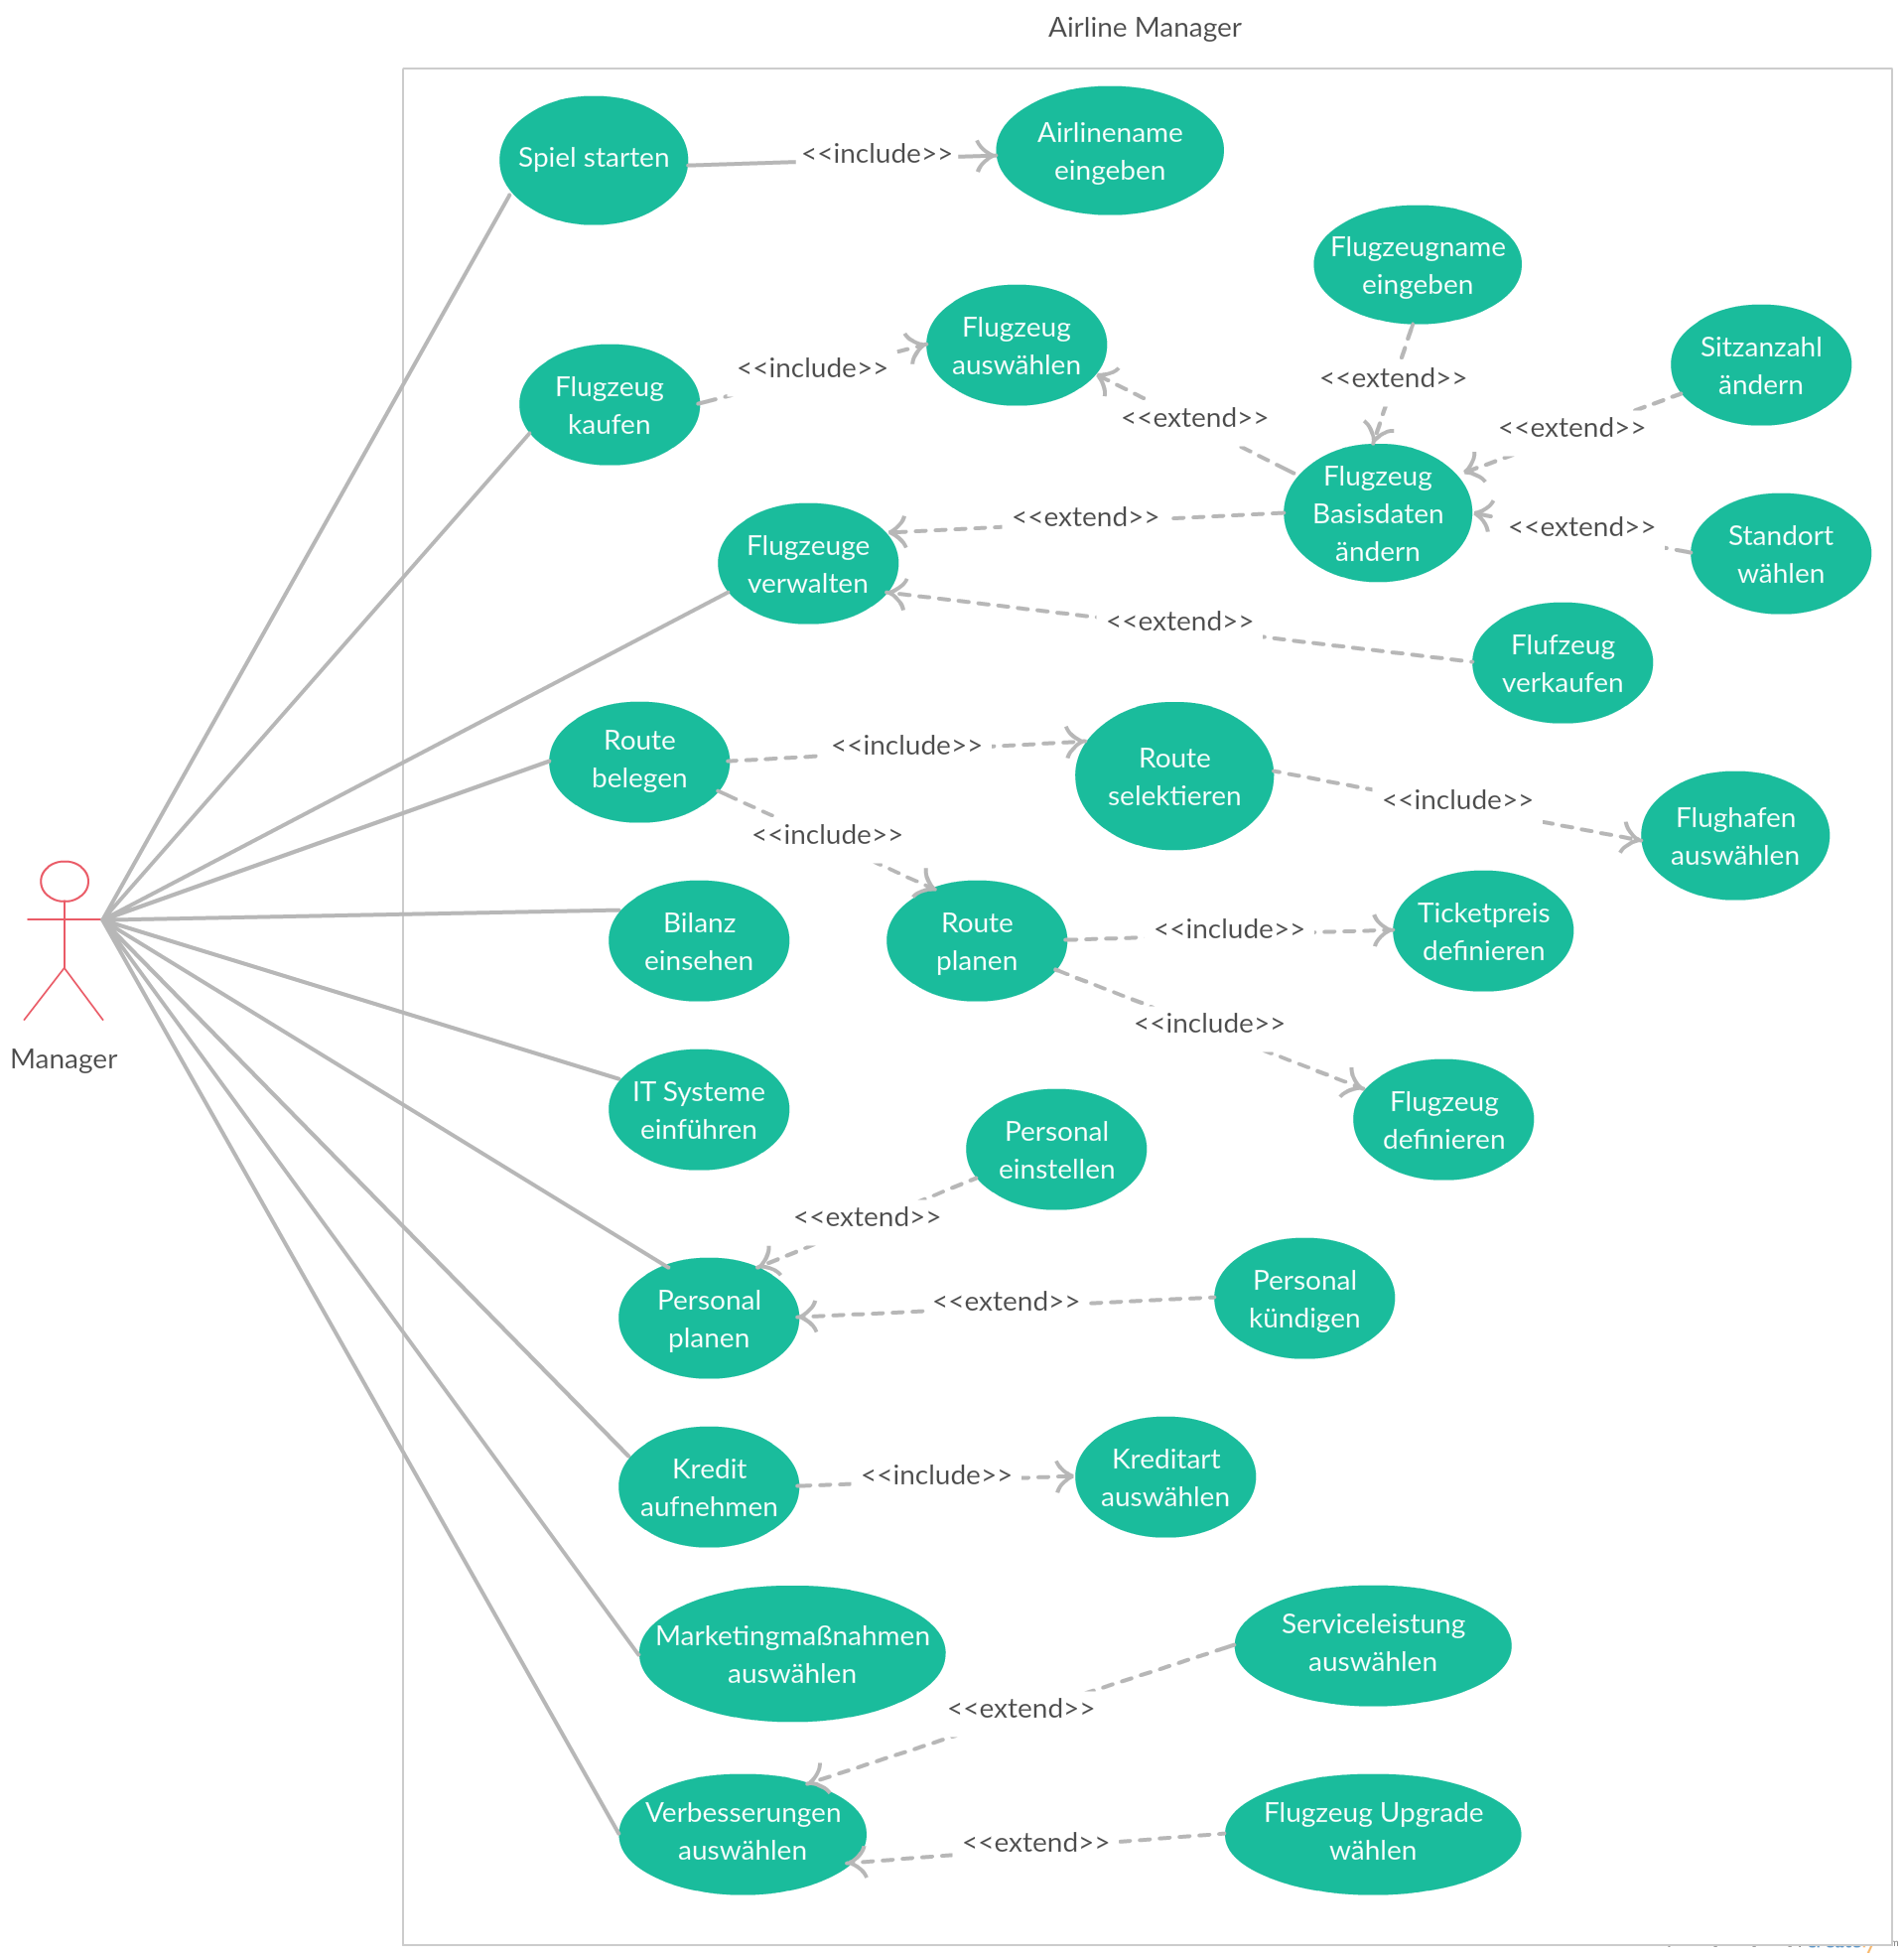 Airline Manager
Spiel starten
<<include>>
Airlinename
eingeben
Flugzeugname
eingeben
Flugzeug
kaufen
<<include>>
Flugzeug
auswählen
<<extend>>
<<extend>>
Sitzanzahl
ändern
<<extend>>
Flugzeug
Basisdaten
ändern
<<extend>>
Standort
wählen
Flugzeuge
verwalten
<<extend>>
<<extend>>
Flufzeug
verkaufen
Route
belegen
<<include>>
Route
selektieren
<<include>>
Flughafen
auswählen
<<include>>
Manager
Bilanz
einsehen
Route
planen
<<include>>
Ticketpreis
definieren
<<include>>
Flugzeug
definieren
IT Systeme
einführen
Personal
einstellen
<<extend>>
Personal
planen
<<extend>>
Personal
kündigen
Kredit
aufnehmen
<<include>>
Kreditart
auswählen
Marketingmaßnahmen
auswählen
Serviceleistung
auswählen
<<extend>>
Verbesserungen
auswählen
<<extend>>
Flugzeug Upgrade
wählen